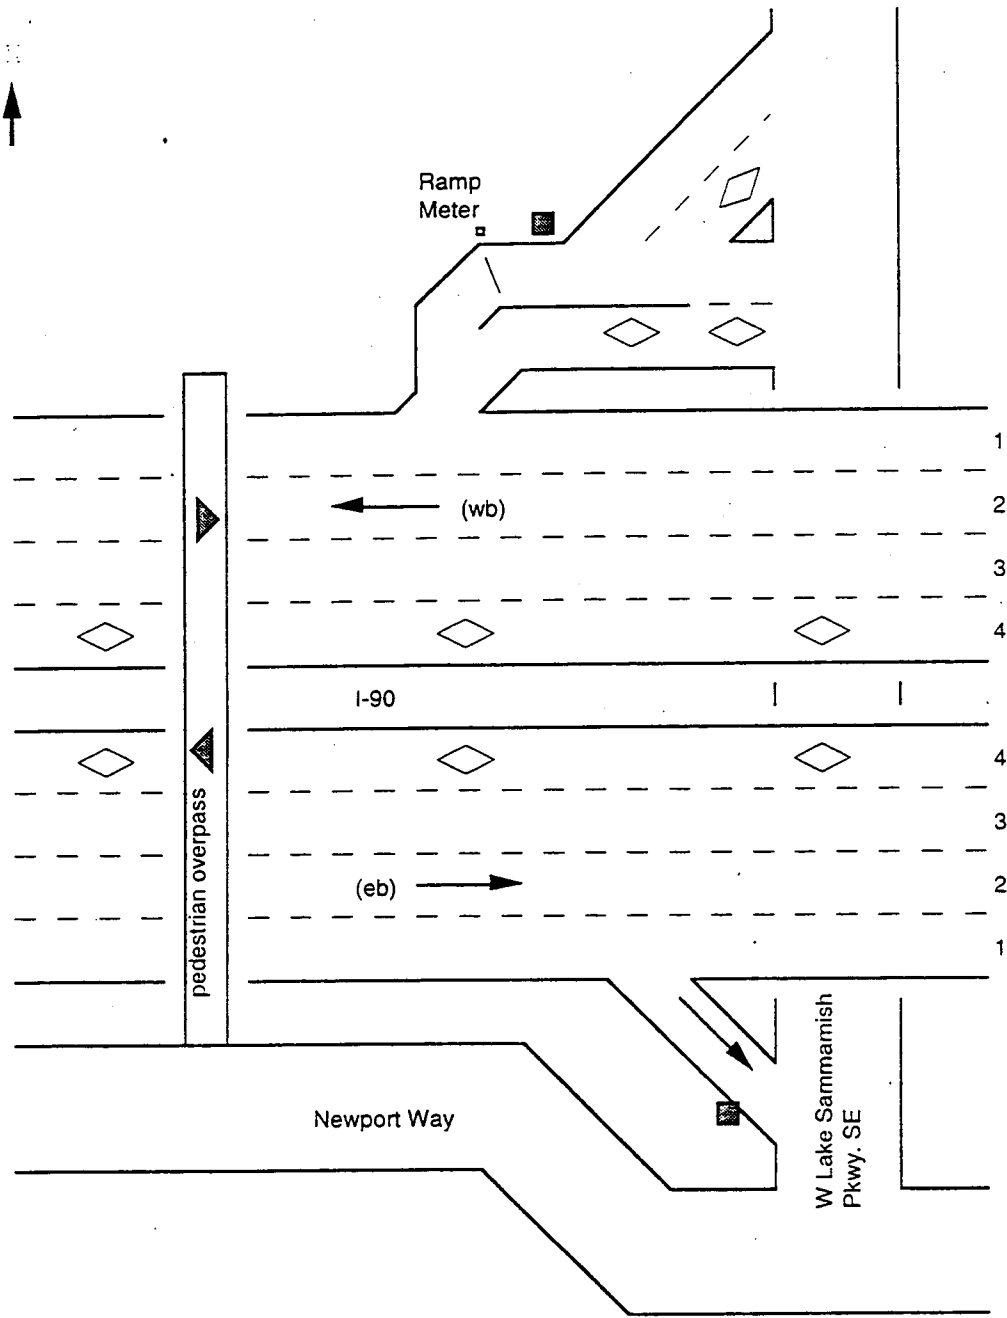 Ramp
Meter
1
(wb)
2
3
4
I-90
4
3
(eb)
2
1
pedestrian overpass
W Lake Sammamish
Pkwy. SE
Newport Way